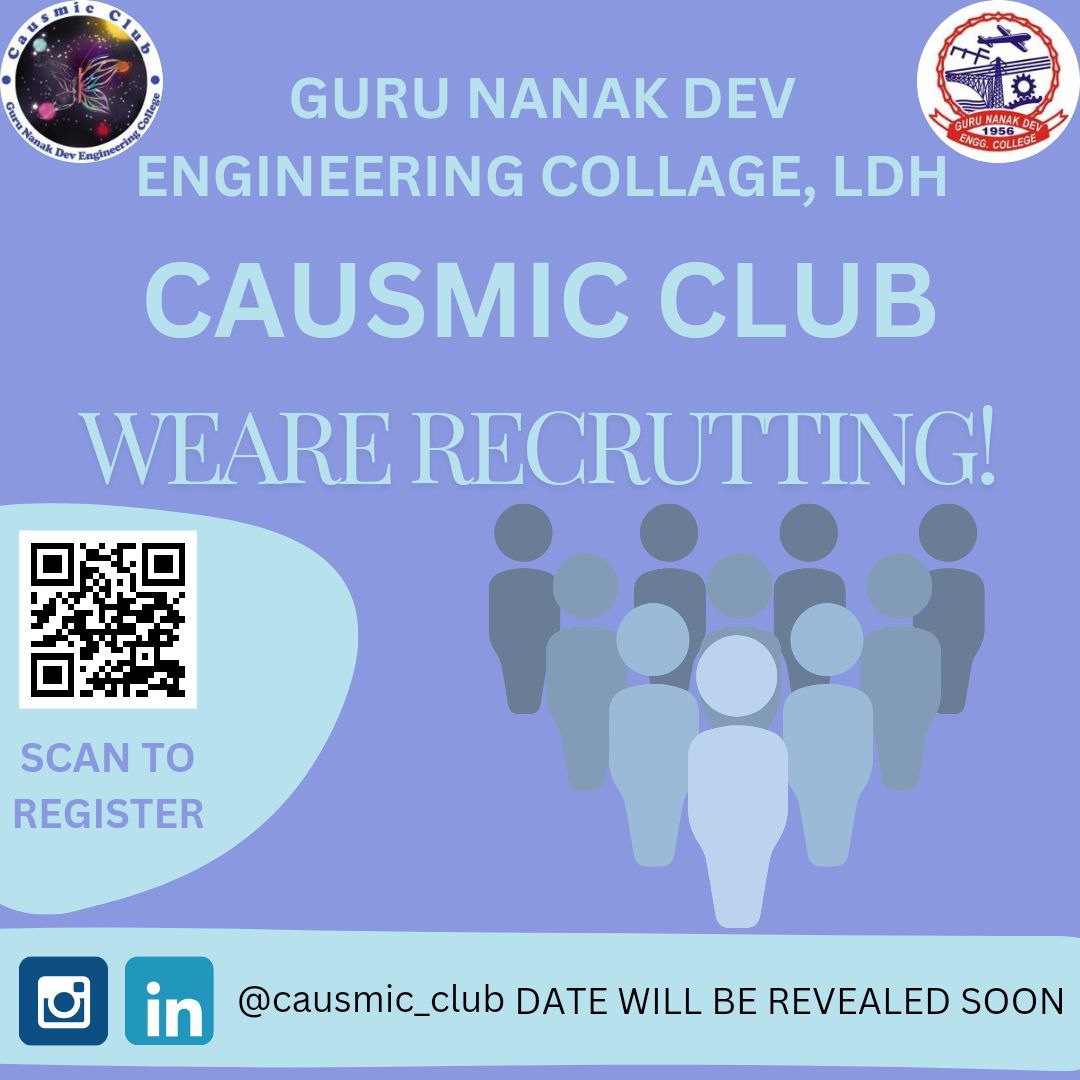 Causmic Club
Guru Nanak Dev Engineering College
GURU NANAK DEV
ENGG. COLLEGE
1956
GURU NANAK DEV
ENGINEERING COLLAGE, LDH
CAUSMIC CLUB
WEARE RECRUTTING!
SCAN TO
REGISTER
in
@causmic_club DATE WILL BE REVEALED SOON